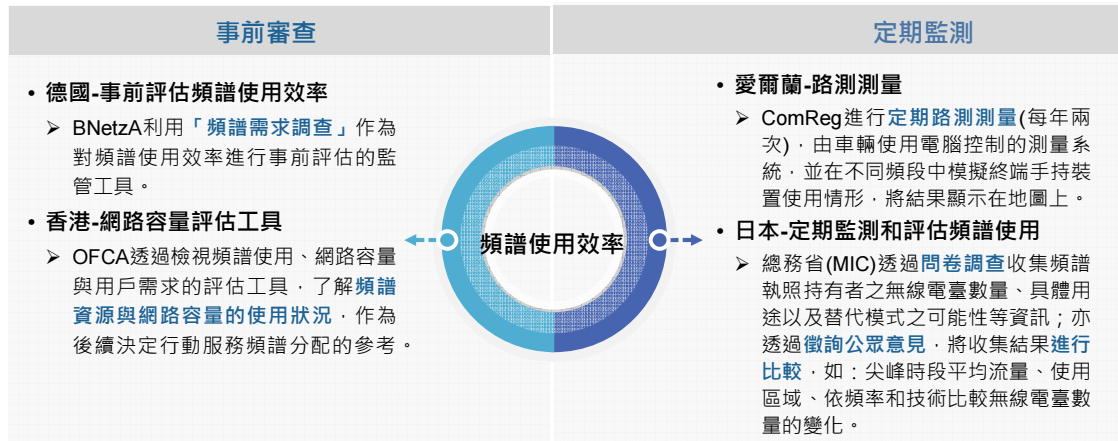 事前審查
• 德國-事前評估頻譜使用效率
➢ BNetzA利用「頻譜需求調查」作為
對頻譜使用效率進行事前評估的監
管工具。
• 香港-網路容量評估工具
➢ OFCA透過檢視頻譜使用、網路容量
與用戶需求的評估工具，了解頻譜
資源與網路容量的使用狀況，作為
後續決定行動服務頻譜分配的參考。
頻譜使用效率
定期監測
• 愛爾蘭-路測測量
➢ ComReg進行定期路測測量(每年兩
次)，由車輛使用電腦控制的測量系
統，並在不同頻段中模擬終端手持裝
置使用情形，將結果顯示在地圖上。
• 日本-定期監測和評估頻譜使用
➢ 總務省(MIC)透過問卷調查收集頻譜
執照持有者之無線電臺數量、具體用
途以及替代模式之可能性等資訊；亦
透過徵詢公眾意見，將收集結果進行
比較，如：尖峰時段平均流量、使用
區域、依頻率和技術比較無線電臺數
量的變化。